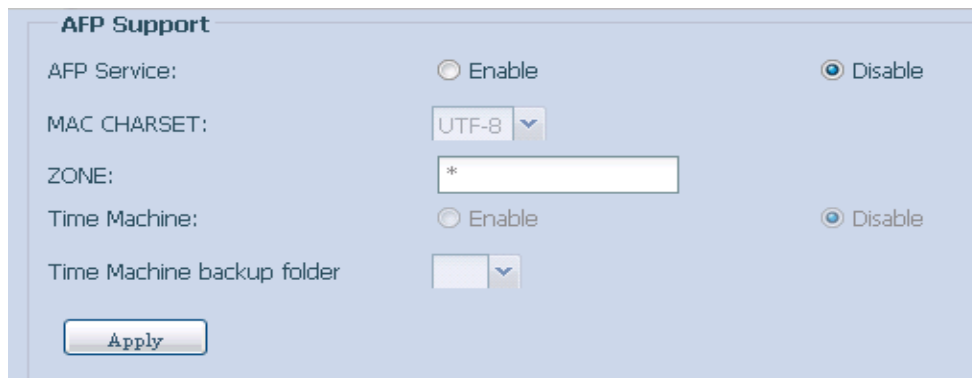 AFP Support
AFP Service: Enable Disable
MAC CHARSET: UTF-8
ZONE: *
Time Machine: Enable Disable
Time Machine backup folder
Apply